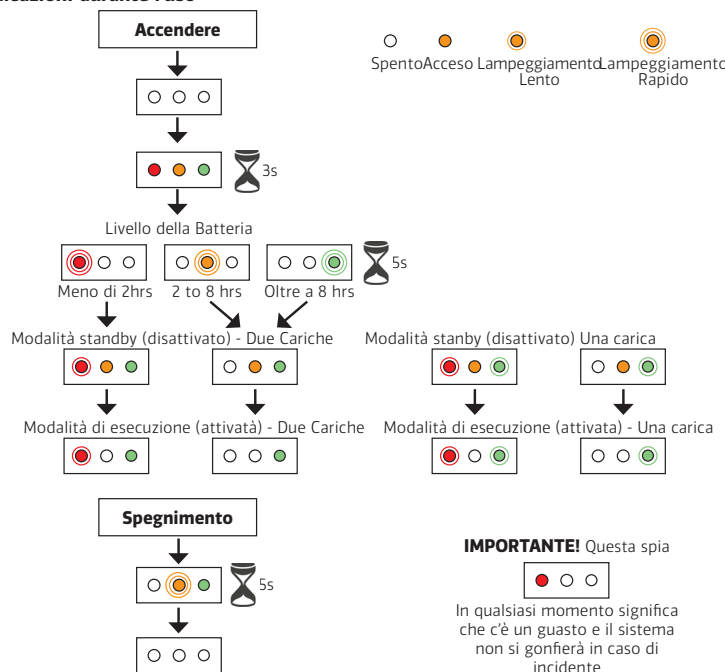 Accendere
Spento Acceso Lampeggiamento Lento Lampeggiamento Rapido
3s
Livello della Batteria
5s
Meno di 2hrs 2 to 8 hrs Oltre a 8 hrs
Modalità standby (disattivato) - Due Cariche
Modalità stanby (disattivato) Una carica
Modalità di esecuzione (attivatà) - Due Cariche
Modalità di esecuzione (attivata) - Una carica
Spegnimento
5s
IMPORTANTE! Questa spia
In qualsiasi momento significa
che c'è un guasto e il sistema
non si gonfierà in caso di
incidente